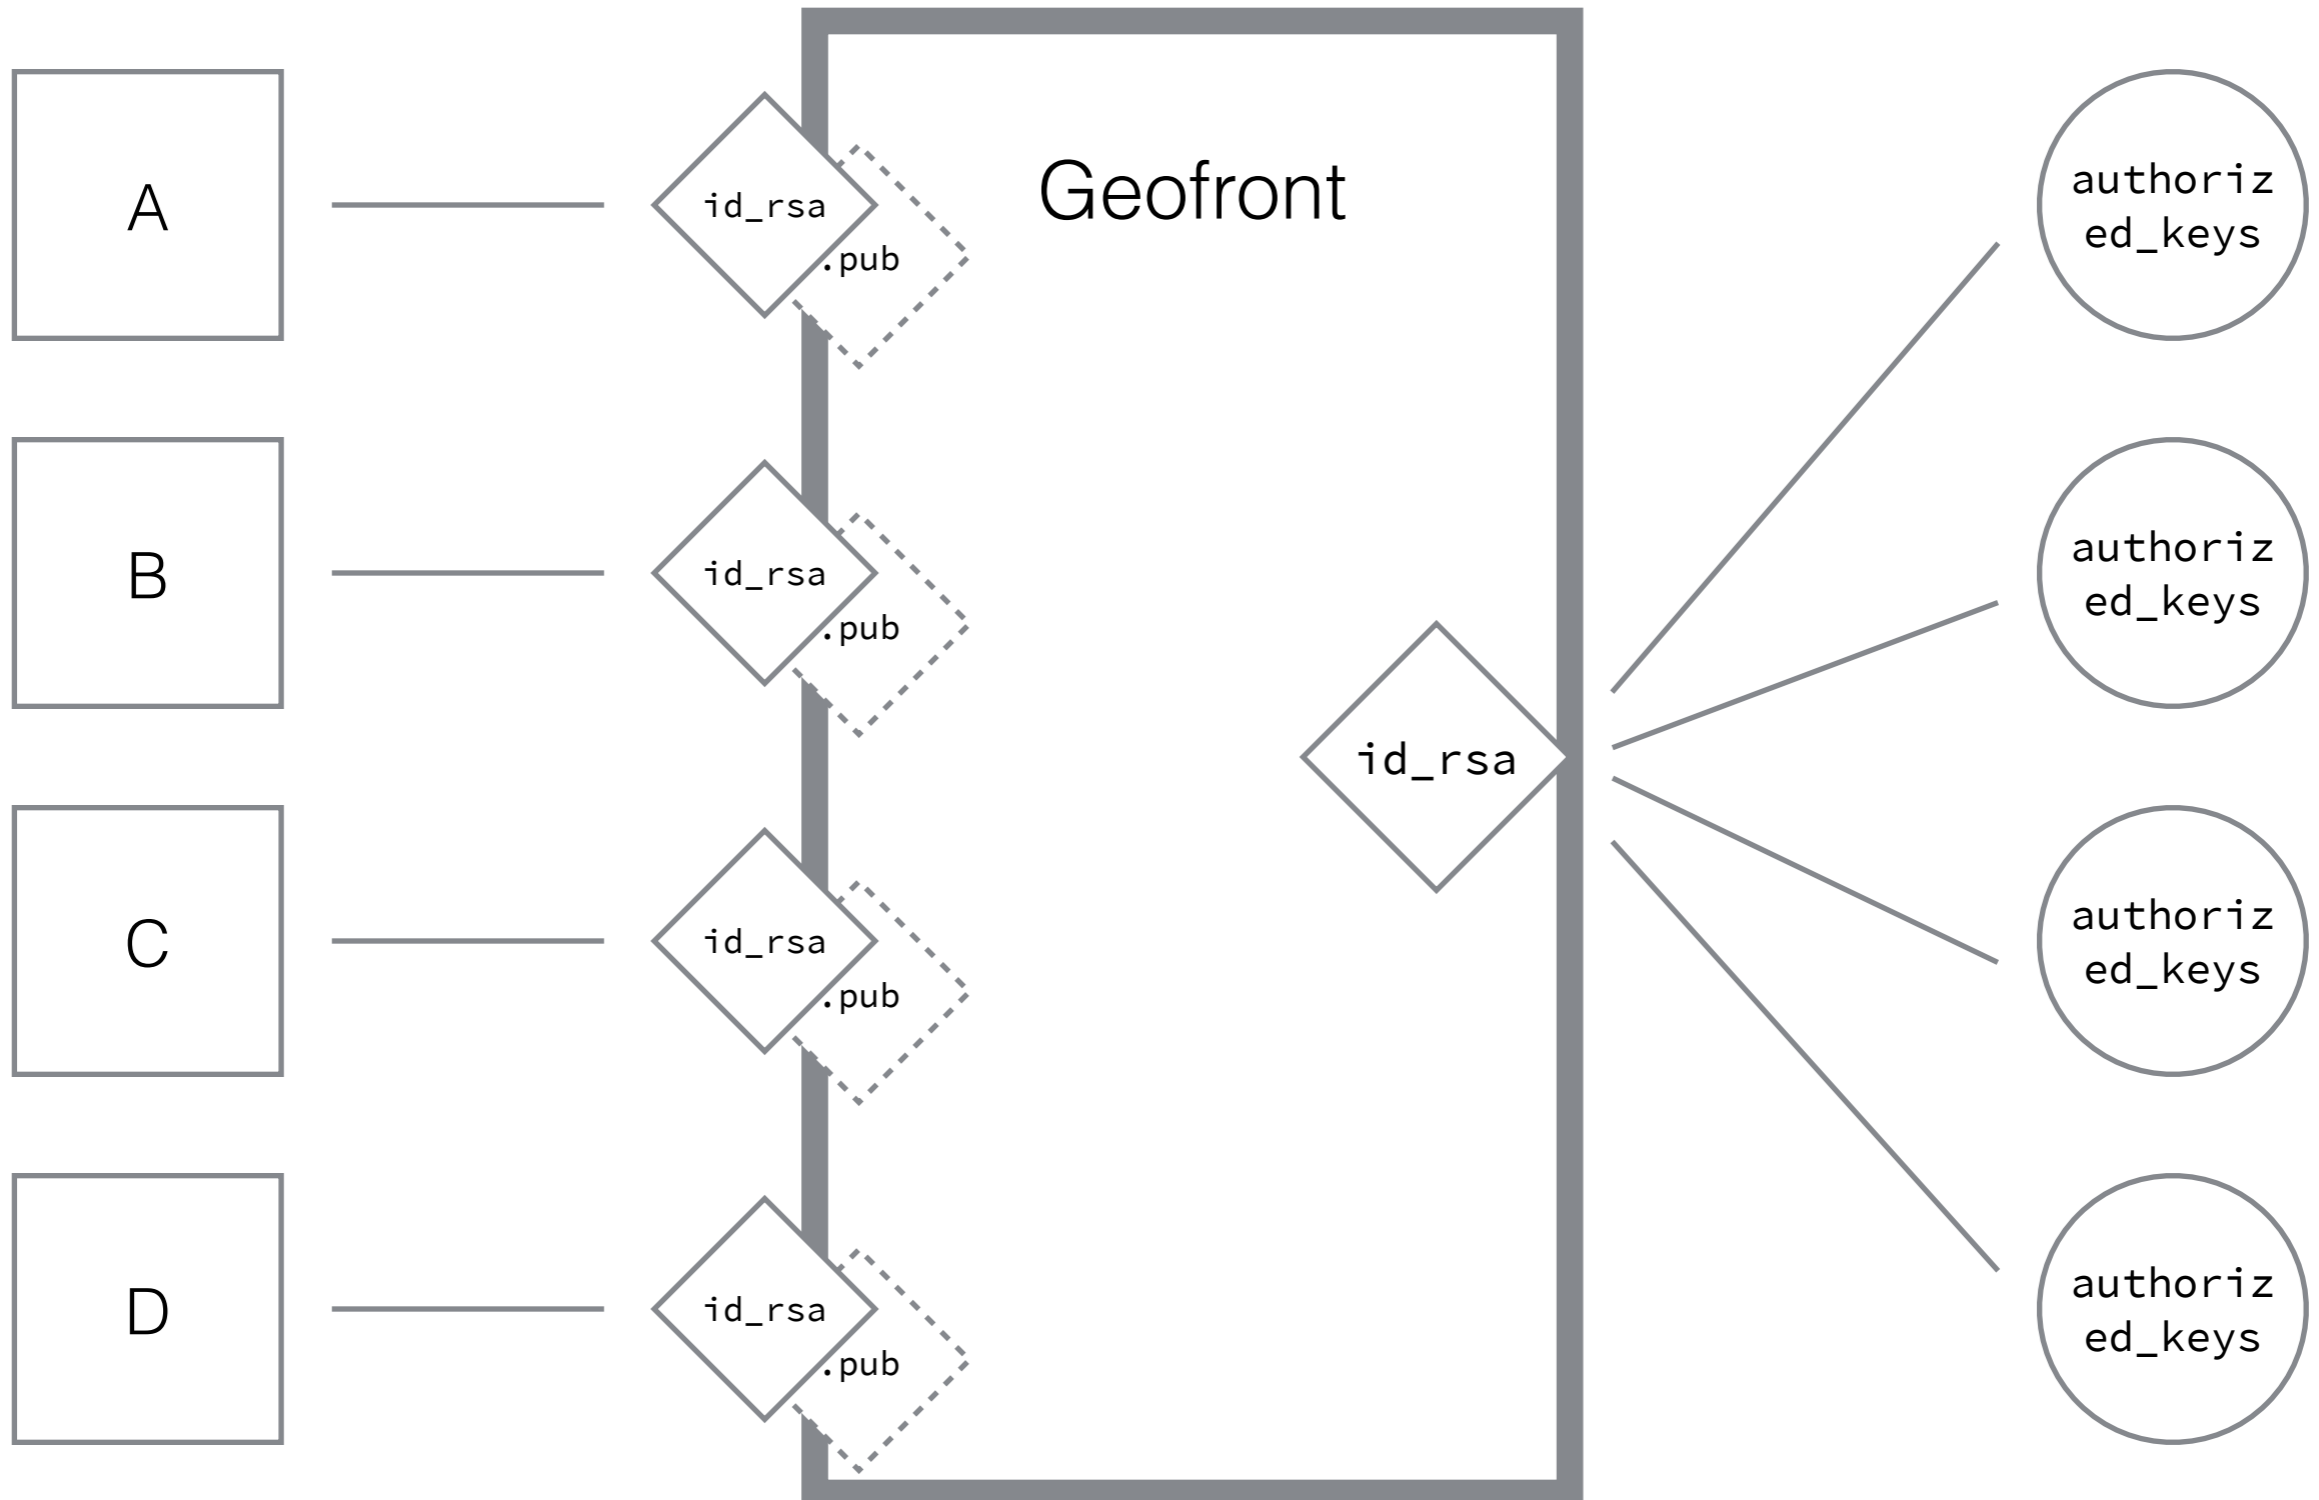 Geofront
A
id_rsa
.pub
authoriz
ed_keys
B
id_rsa
.pub
authoriz
ed_keys
id_rsa
C
id_rsa
.pub
authoriz
ed_keys
D
id_rsa
.pub
authoriz
ed_keys